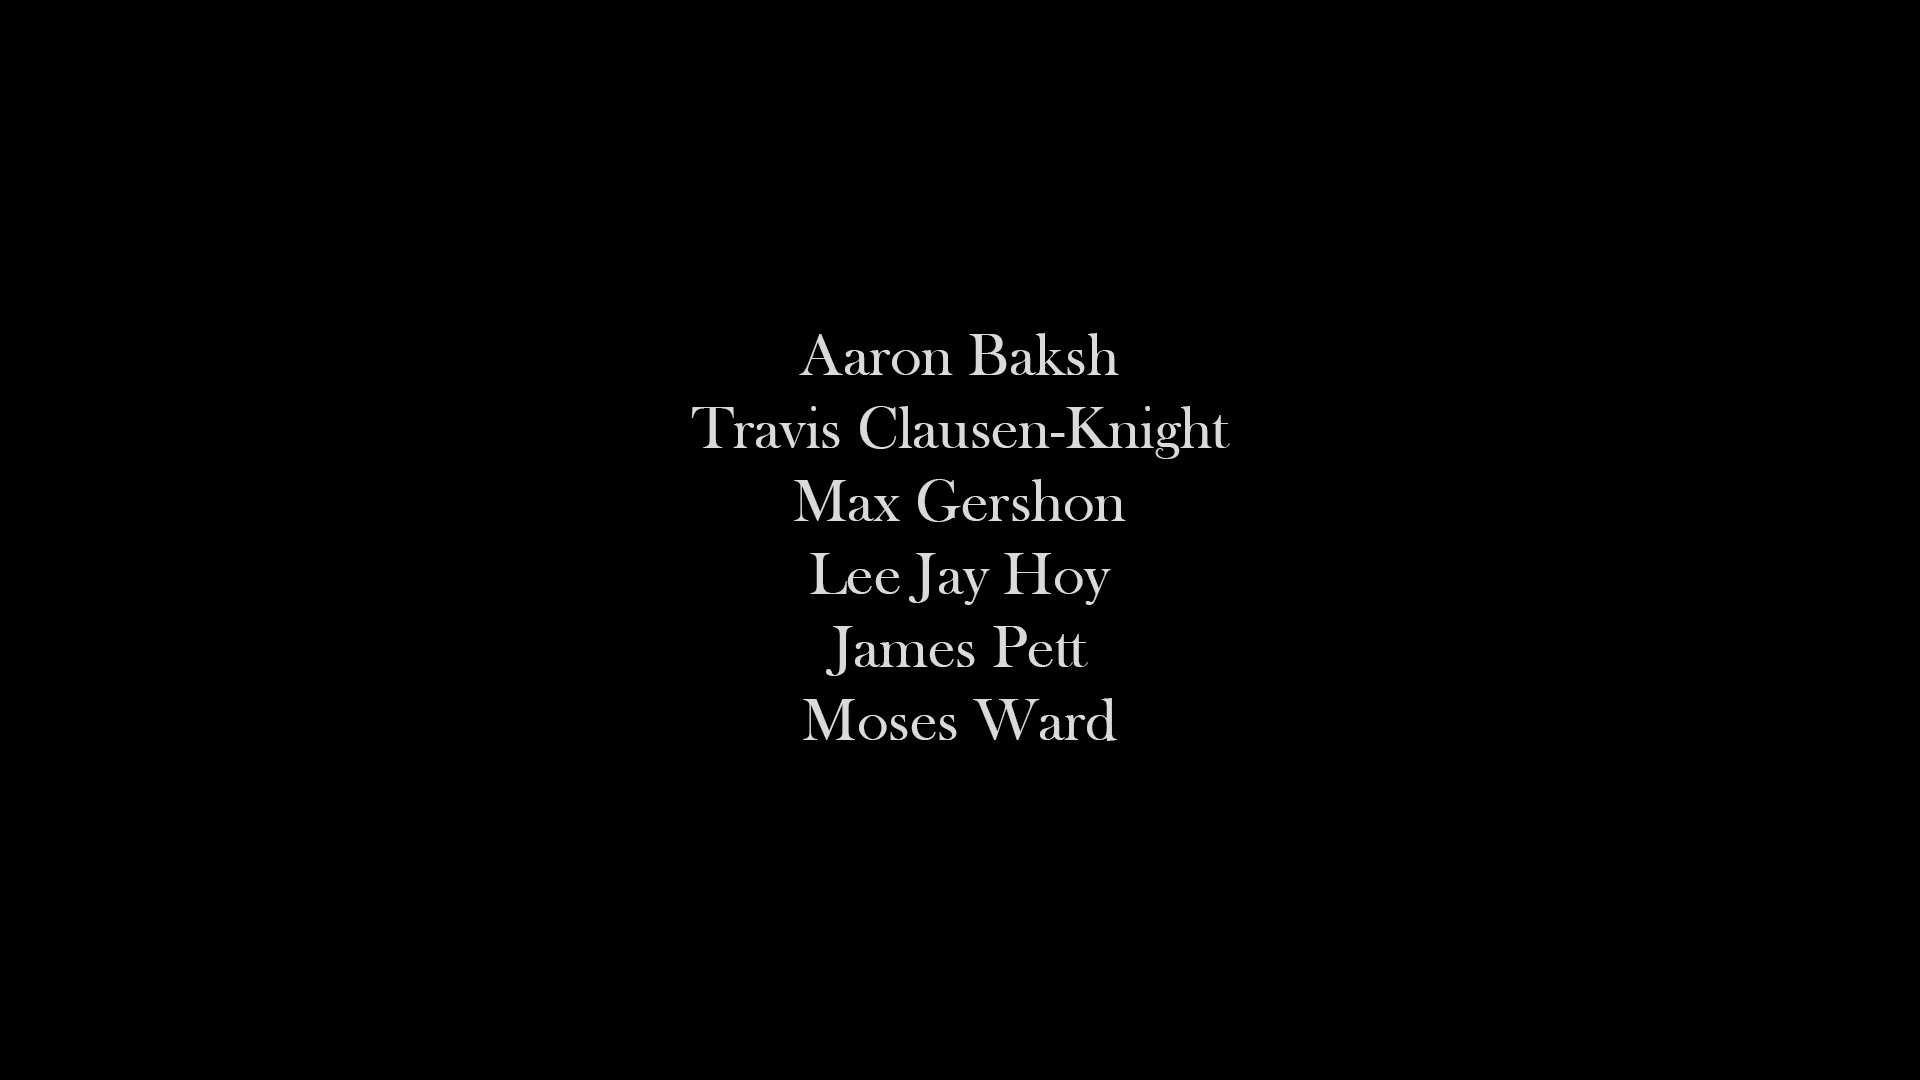 Aaron Baksh
Travis Clausen-Knight
Max Gershon
Lee Jay Hoy
James Pett
Moses Ward